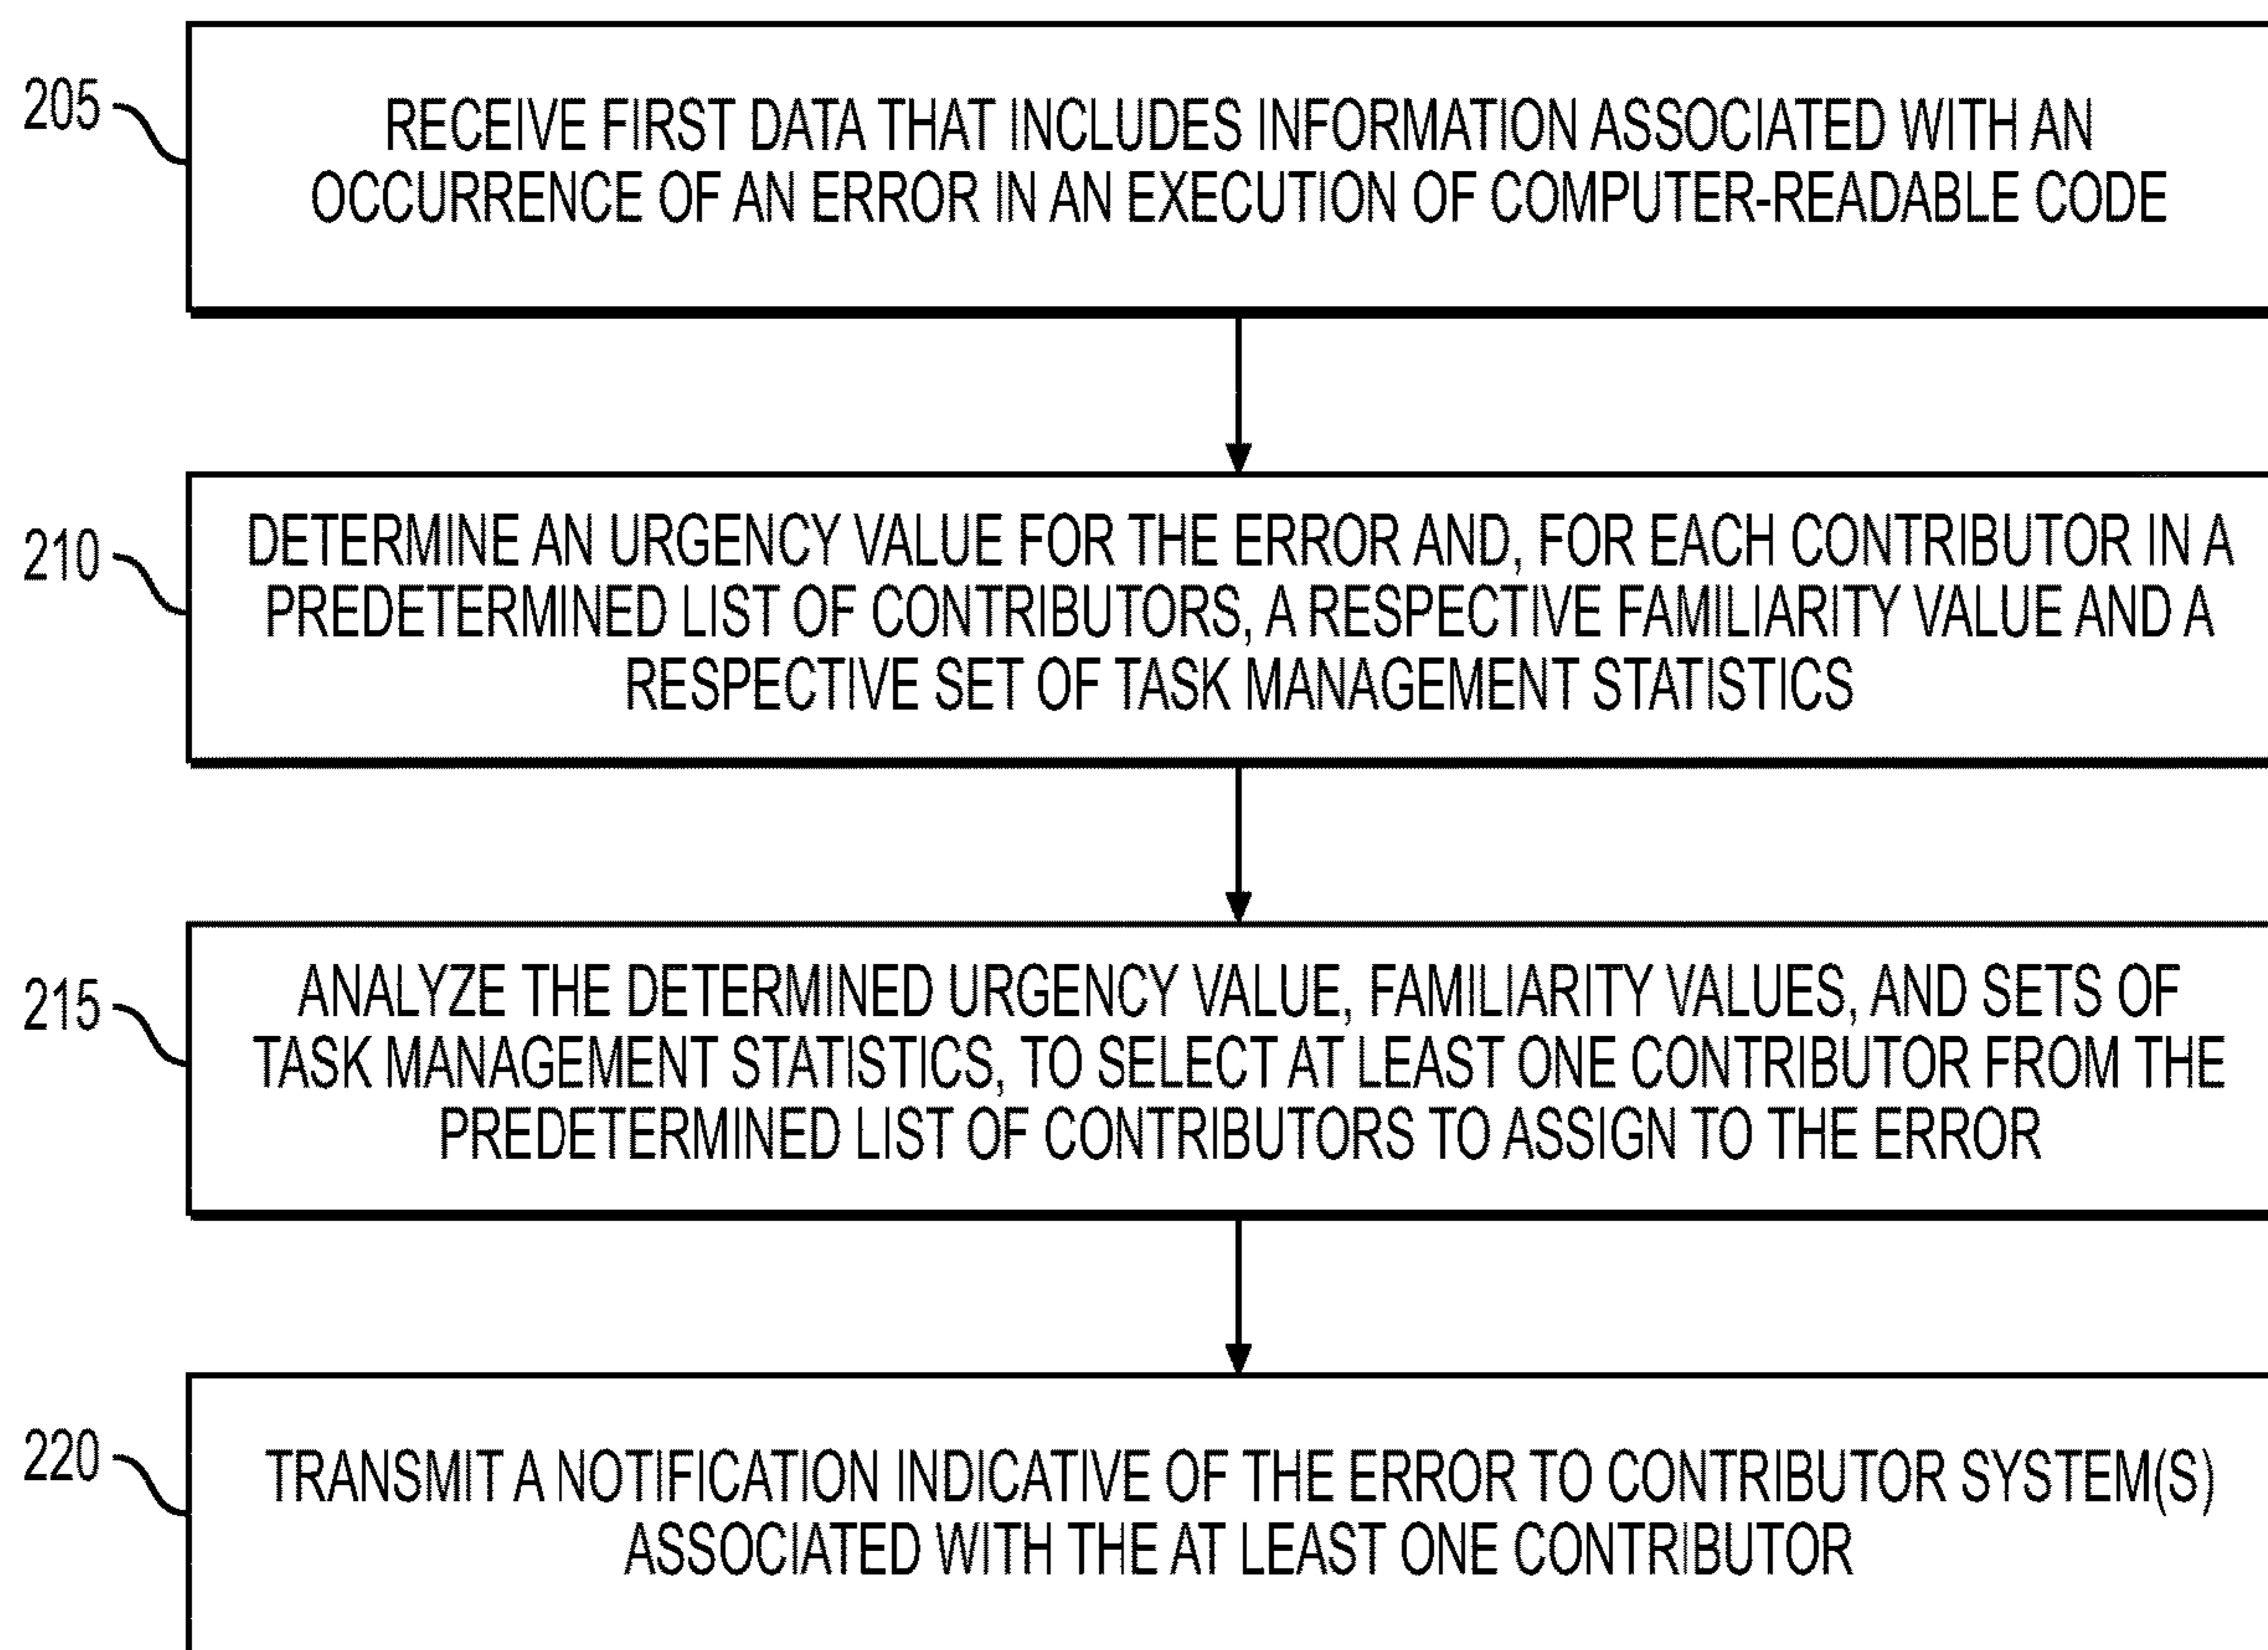 205
RECEIVE FIRST DATA THAT INCLUDES INFORMATION ASSOCIATED WITH AN
OCCURRENCE OF AN ERROR IN AN EXECUTION OF COMPUTER-READABLE CODE
210
DETERMINE AN URGENCY VALUE FOR THE ERROR AND, FOR EACH CONTRIBUTOR IN A
PREDETERMINED LIST OF CONTRIBUTORS, A RESPECTIVE FAMILIARITY VALUE AND A
RESPECTIVE SET OF TASK MANAGEMENT STATISTICS
215
ANALYZE THE DETERMINED URGENCY VALUE, FAMILIARITY VALUES, AND SETS OF
TASK MANAGEMENT STATISTICS, TO SELECT AT LEAST ONE CONTRIBUTOR FROM THE
PREDETERMINED LIST OF CONTRIBUTORS TO ASSIGN TO THE ERROR
220
TRANSMIT A NOTIFICATION INDICATIVE OF THE ERROR TO CONTRIBUTOR SYSTEM(S)
ASSOCIATED WITH THE AT LEAST ONE CONTRIBUTOR